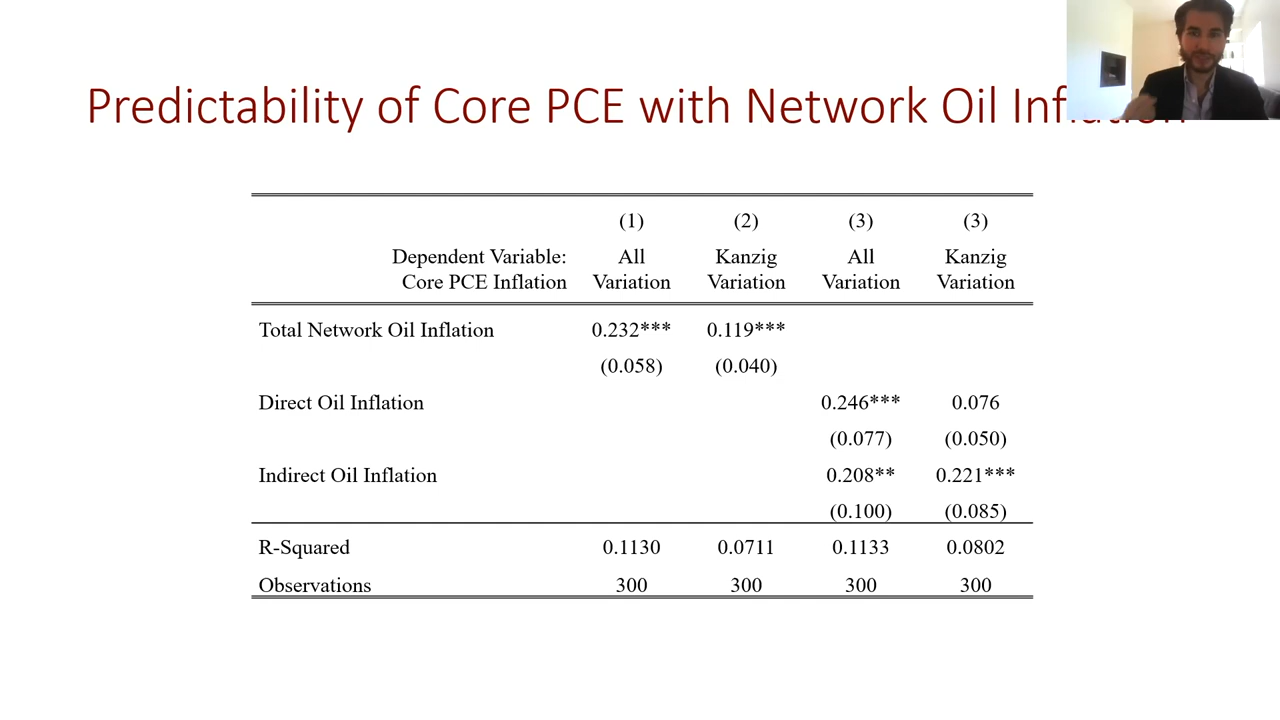 Predictability of Core PCE with Network Oil Inflation
(1) (2) (3) (3)
Dependent Variable: All Kanzig All Kanzig
Core PCE Inflation Variation Variation Variation Variation
Total Network Oil Inflation 0.232*** 0.119***
(0.058) (0.040)
Direct Oil Inflation 0.246*** 0.076
(0.077) (0.050)
Indirect Oil Inflation 0.208** 0.221***
(0.100) (0.085)
R-Squared 0.1130 0.0711 0.1133 0.0802
Observations 300 300 300 300